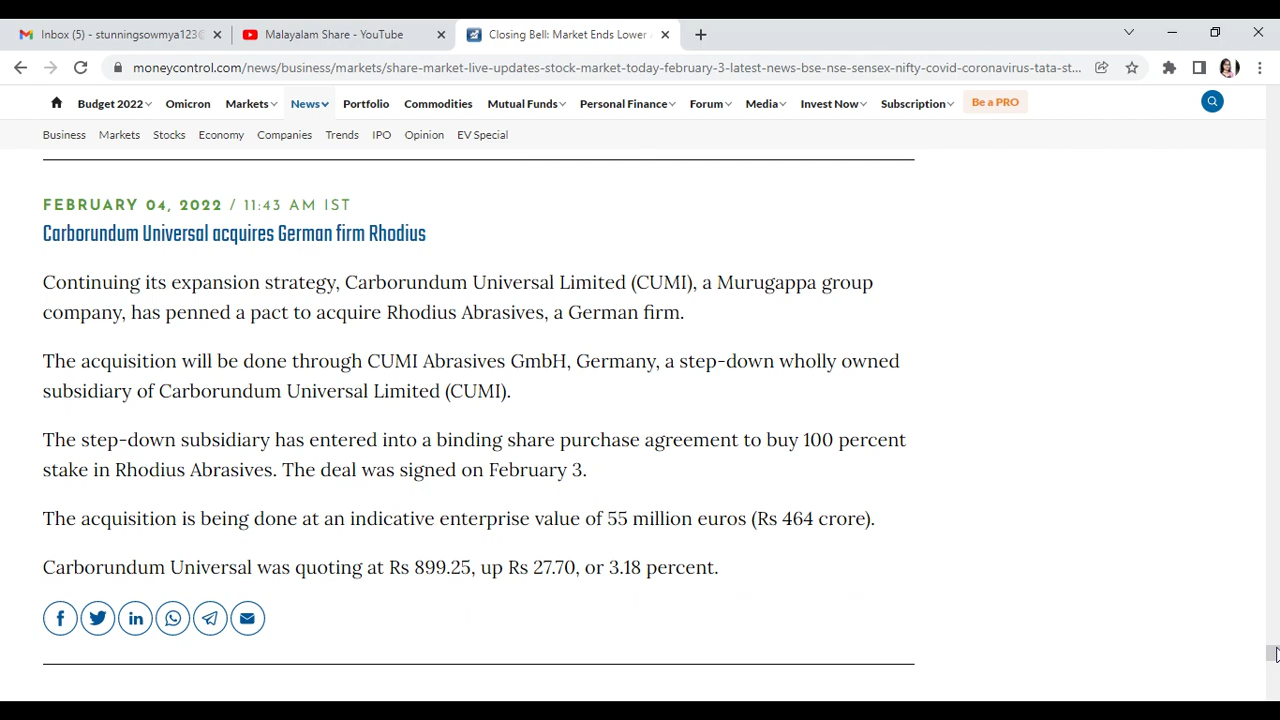 Inbox (5) - stunningsowmya123@
Malayalam Share - YouTube
Closing Bell: Market Ends Lower
moneycontrol.com/news/business/markets/share-market-live-updates-stock-market-today-february-3-latest-news-bse-nse-sensex-nifty-covid-coronavirus-tata-st...
Budget 2022 Omicron Markets News Portfolio Commodities Mutual Funds Personal Finance Forum Media Invest Now Subscription Be a PRO
Business Markets Stocks Economy Companies Trends IPO Opinion EV Special
FEBRUARY 04, 2022 / 11:43 AM IST
Carborundum Universal acquires German firm Rhodius
Continuing its expansion strategy, Carborundum Universal Limited (CUMI), a Murugappa group
company, has penned a pact to acquire Rhodius Abrasives, a German firm.
The acquisition will be done through CUMI Abrasives GmbH, Germany, a step-down wholly owned
subsidiary of Carborundum Universal Limited (CUMI).
The step-down subsidiary has entered into a binding share purchase agreement to buy 100 percent
stake in Rhodius Abrasives. The deal was signed on February 3.
The acquisition is being done at an indicative enterprise value of 55 million euros (Rs 464 crore).
Carborundum Universal was quoting at Rs 899.25, up Rs 27.70, or 3.18 percent.